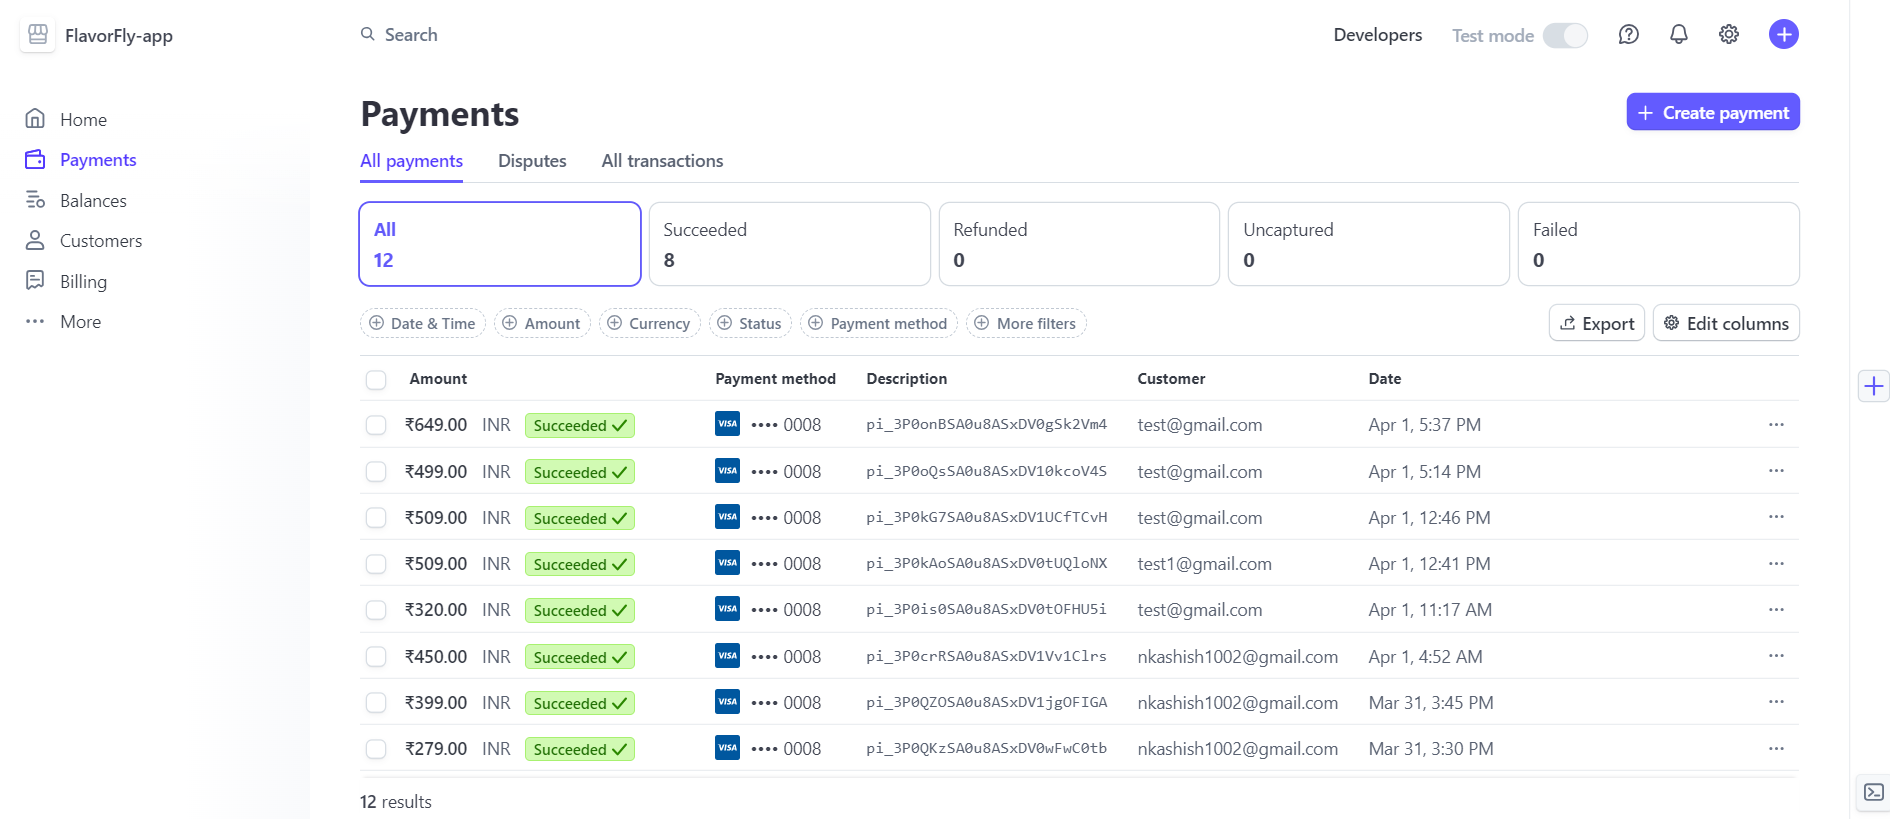 FlavorFly-app
Search
Developers
Test mode
Home
Payments
Balances
Customers
Billing
More
Payments
Create payment
All payments Disputes All transactions
All
12
Succeeded
8
Refunded
0
Uncaptured
0
Failed
0
Date & Time Amount Currency Status Payment method More filters
Export Edit columns
Amount Payment method Description Customer Date
₹649.00 INR Succeeded VISA •••• 0008 pi_3P0onBSA0u8ASxDV0gSk2Vm4 test@gmail.com Apr 1, 5:37 PM
₹499.00 INR Succeeded VISA •••• 0008 pi_3P0oQsSA0u8ASxDV10kcoV4S test@gmail.com Apr 1, 5:14 PM
₹509.00 INR Succeeded VISA •••• 0008 pi_3P0kG7SA0u8ASxDV1UCfTCvH test@gmail.com Apr 1, 12:46 PM
₹509.00 INR Succeeded VISA •••• 0008 pi_3P0kAoSA0u8ASxDV0tUQloNX test1@gmail.com Apr 1, 12:41 PM
₹320.00 INR Succeeded VISA •••• 0008 pi_3P0is0SA0u8ASxDV0tOFHU5i test@gmail.com Apr 1, 11:17 AM
₹450.00 INR Succeeded VISA •••• 0008 pi_3P0crRSA0u8ASxDV1Vv1Clrs nkashish1002@gmail.com Apr 1, 4:52 AM
₹399.00 INR Succeeded VISA •••• 0008 pi_3P0QZOSA0u8ASxDV1jgOFIGA nkashish1002@gmail.com Mar 31, 3:45 PM
₹279.00 INR Succeeded VISA •••• 0008 pi_3P0QKzSA0u8ASxDV0wFwC0tb nkashish1002@gmail.com Mar 31, 3:30 PM
12 results